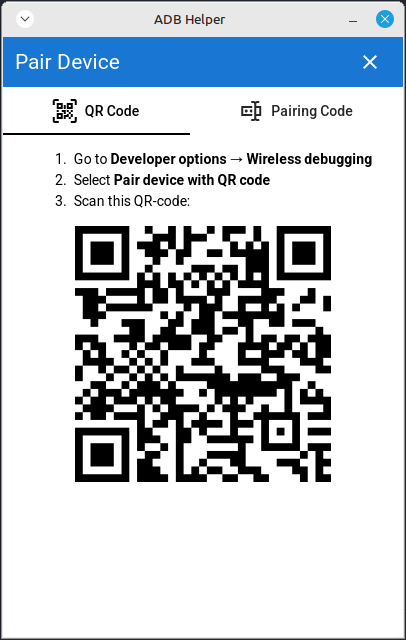 ADB Helper
Pair Device
QR Code
Pairing Code
1. Go to Developer options → Wireless debugging
2. Select Pair device with QR code
3. Scan this QR-code: